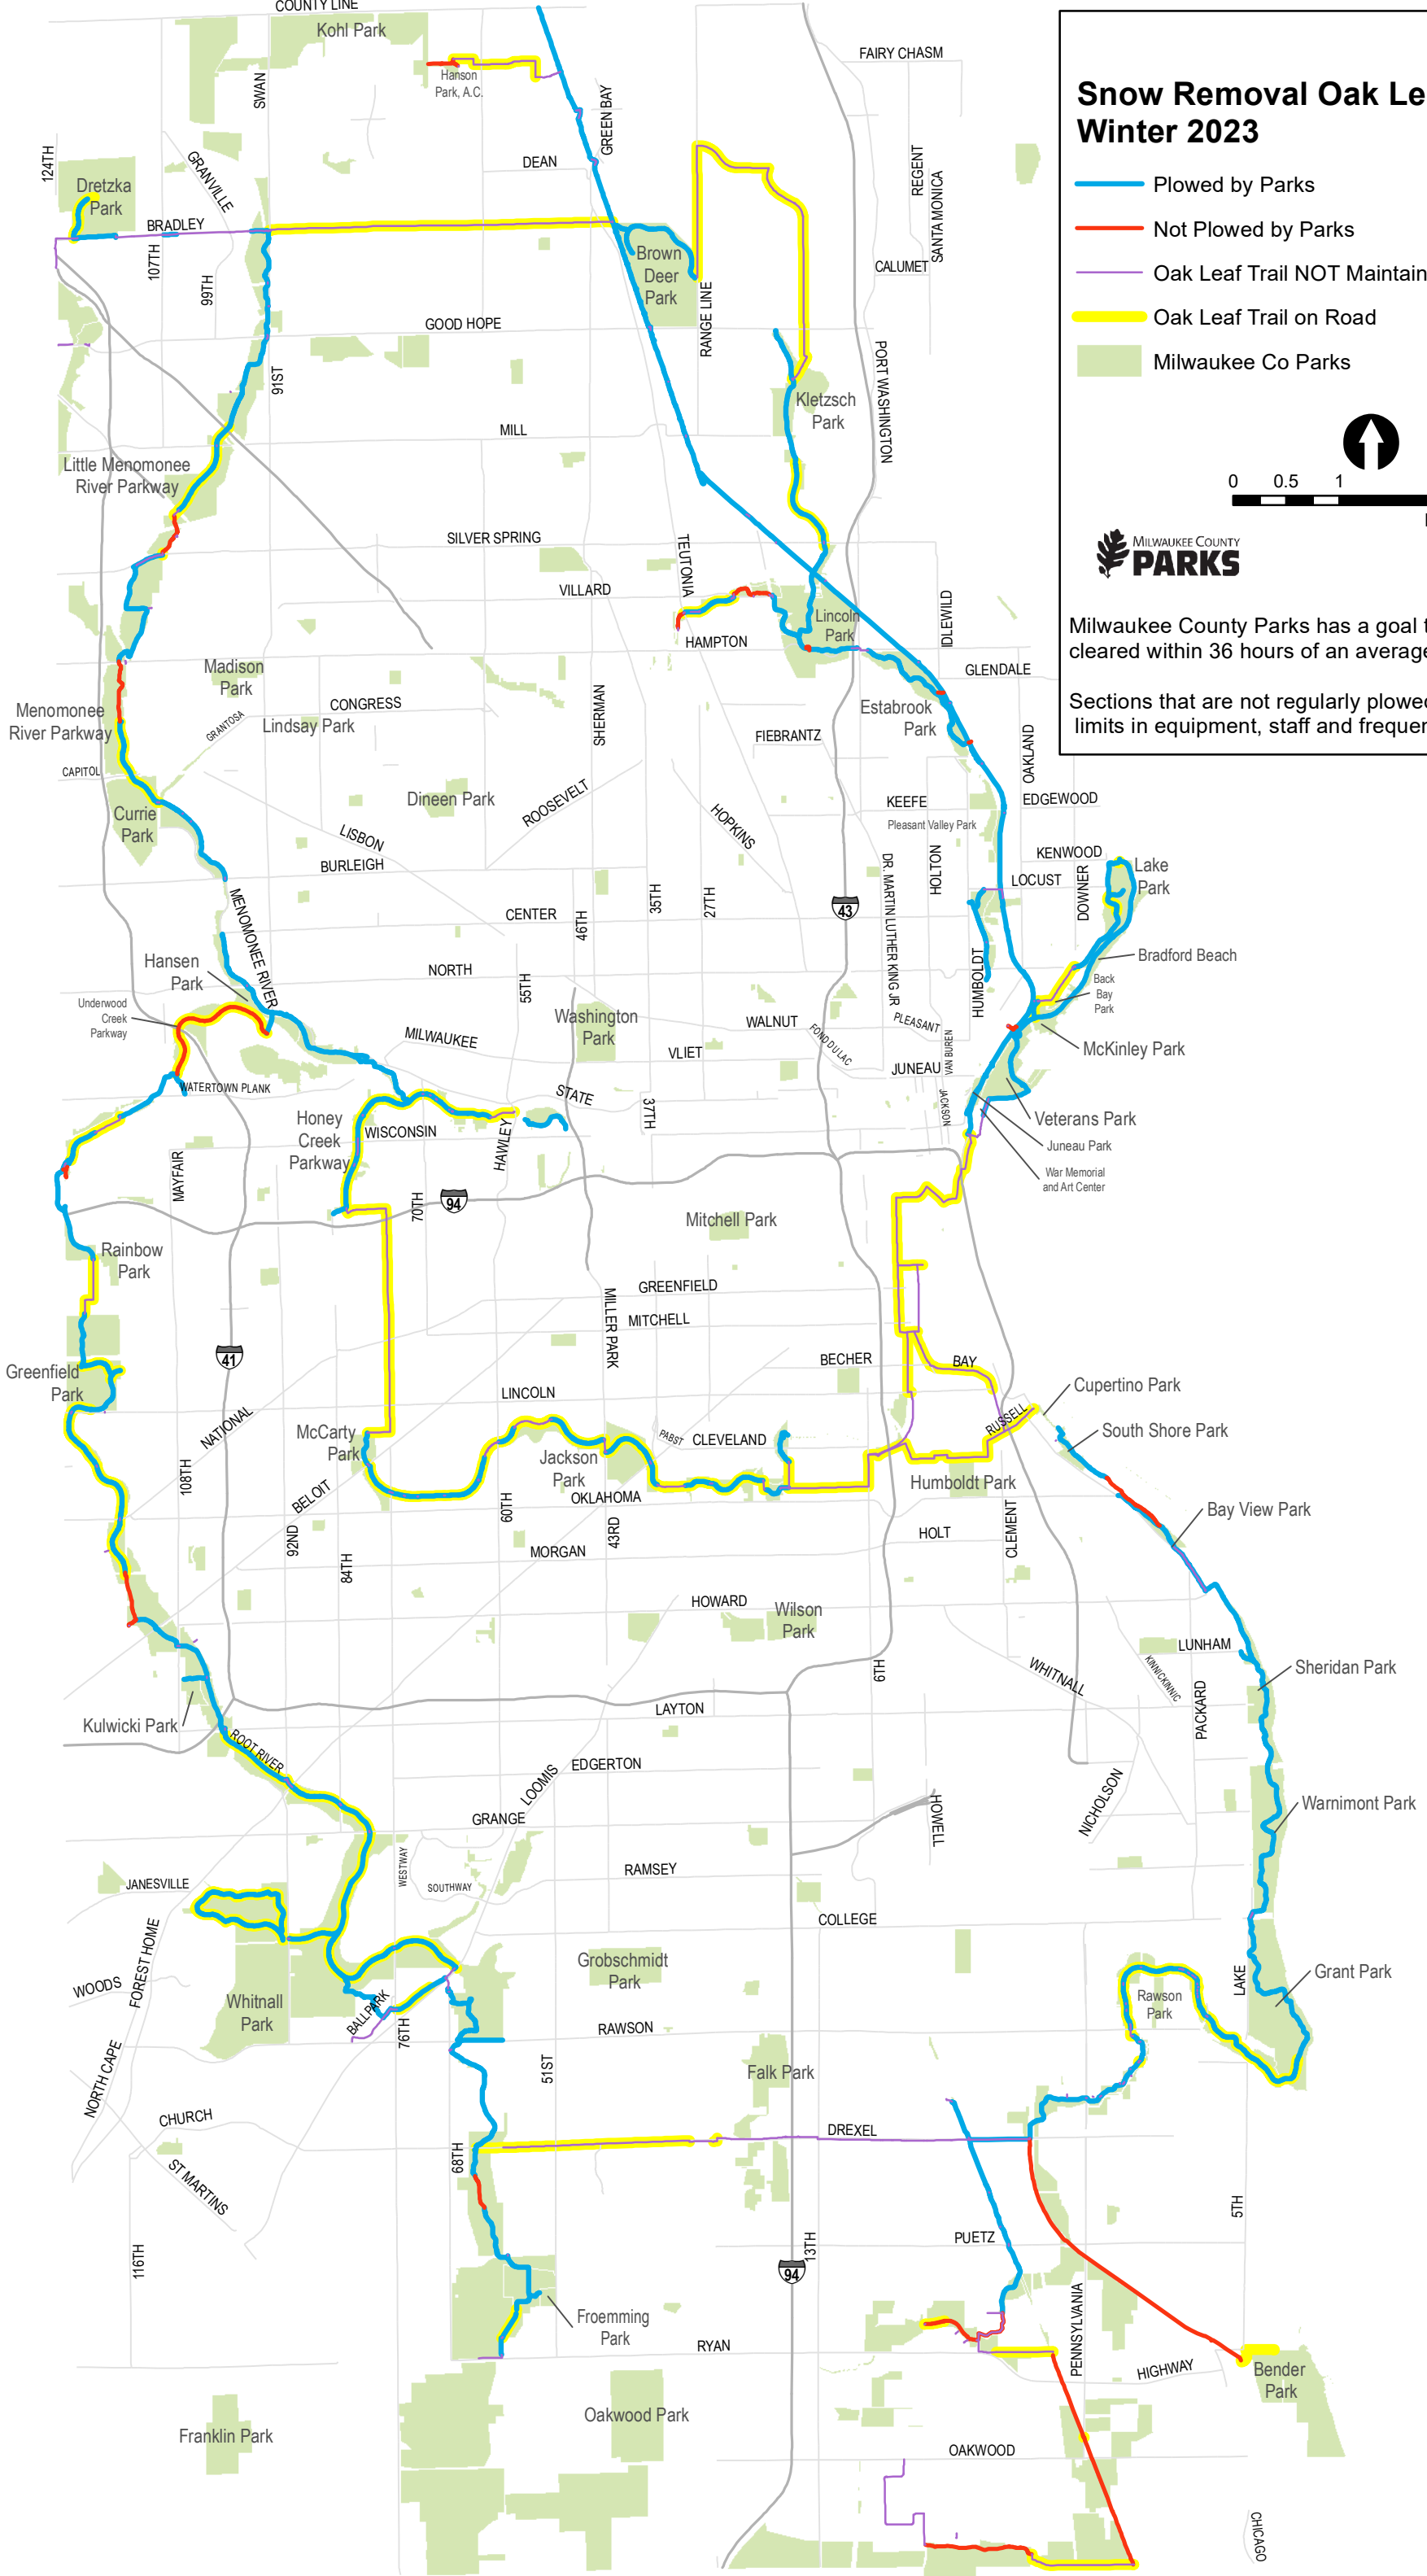 COUNTY LINE
Kohl Park
FAIRY CHASM
Hanson
Park, A.C.
SWAN
GREEN BAY
Snow Removal Oak Le
Winter 2023
Plowed by Parks
Not Plowed by Parks
Oak Leaf Trail NOT Maintain
Oak Leaf Trail on Road
Milwaukee Co Parks
0 0.5 1
MILWAUKEE COUNTY
PARKS
Milwaukee County Parks has a goal t
cleared within 36 hours of an average
Sections that are not regularly plowed
limits in equipment, staff and frequen
124TH
GRANVILLE
DEAN
REGENT
SANTA MONICA
Dretzka
Park
BRADLEY
107TH
99TH
Brown
Deer
Park
CALUMET
RANGE LINE
GOOD HOPE
PORT WASHINGTON
91ST
Kletzsch
Park
MILL
Little Menomonee
River Parkway
SILVER SPRING
TEUTONIA
VILLARD
IDLEWILD
Lincoln
Park
HAMPTON
Madison
Park
GLENDALE
CONGRESS
SHERMAN
Menomonee
River Parkway
GRANTOSA
Lindsay Park
Estabrook
Park
FIEBRANTZ
OAKLAND
CAPITOL
Dineen Park
ROOSEVELT
HOPKINS
KEEFE
EDGEWOOD
Currie
Park
LISBON
Pleasant Valley Park
BURLEIGH
KENWOOD
Lake
Park
HOLTON
LOCUST
DOWNER
DR. MARTIN LUTHER KING JR
MENOMONEE RIVER
35TH
27TH
43
CENTER
46TH
Hansen
Park
NORTH
55TH
HUMBOLDT
Bradford Beach
Back
Bay
Park
Underwood
Creek
Parkway
Washington
Park
WALNUT
PLEASANT
FOND DU LAC
MILWAUKEE
VLIET
VAN BUREN
McKinley Park
JUNEAU
WATERTOWN PLANK
STATE
37TH
JACKSON
Honey
Creek
Parkway
WISCONSIN
HAWLEY
Veterans Park
Juneau Park
War Memorial
and Art Center
MAYFAIR
70TH
94
Mitchell Park
Rainbow
Park
GREENFIELD
MILLER PARK
MITCHELL
41
BECHER
BAY
Greenfield
Park
LINCOLN
Cupertino Park
RUSSELL
NATIONAL
McCarty
Park
PABST
CLEVELAND
South Shore Park
Jackson
Park
108TH
BELOIT
OKLAHOMA
Humboldt Park
60TH
43RD
Bay View Park
92ND
84TH
MORGAN
HOLT
CLEMENT
HOWARD
Wilson
Park
6TH
WHITNALL
LUNHAM
KINNICKINNIC
Sheridan Park
PACKARD
Kulwicki Park
LAYTON
ROOT RIVER
LOOMIS
EDGERTON
NICHOLSON
Warnimont Park
GRANGE
HOWELL
WESTWAY
RAMSEY
JANESVILLE
SOUTHWAY
COLLEGE
FOREST HOME
Grobschmidt
Park
LAKE
Grant Park
WOODS
Whitnall
Park
BALLPARK
Rawson
Park
76TH
RAWSON
51ST
Falk Park
NORTH CAPE
CHURCH
68TH
DREXEL
ST MARTINS
5TH
116TH
13TH
PUETZ
94
Froemming
Park
PENNSYLVANIA
RYAN
HIGHWAY
Bender
Park
Oakwood Park
Franklin Park
OAKWOOD
CHICAGO